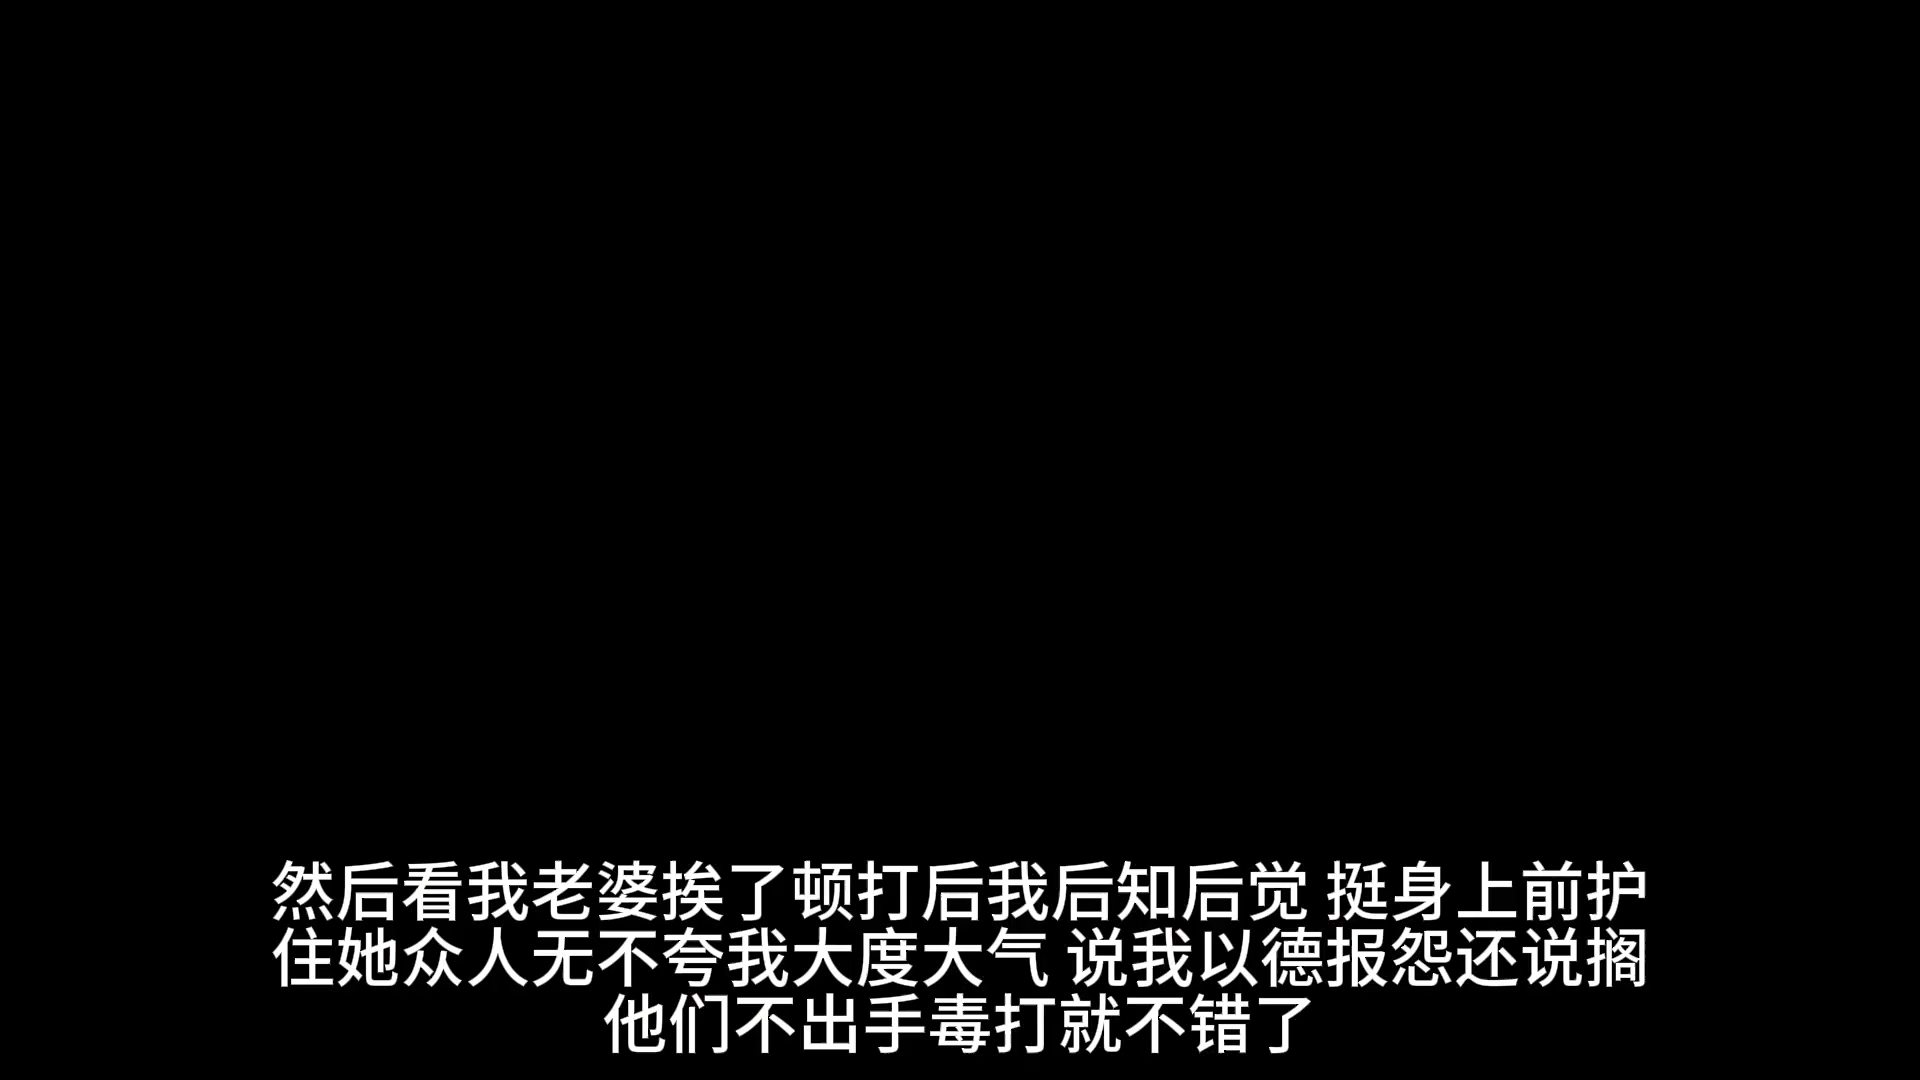 然后看我老婆挨了顿打后我后知后觉 挺身上前护
住她众人无不夸我大度大气 说我以德报怨还说搁
他们不出手毒打就不错了